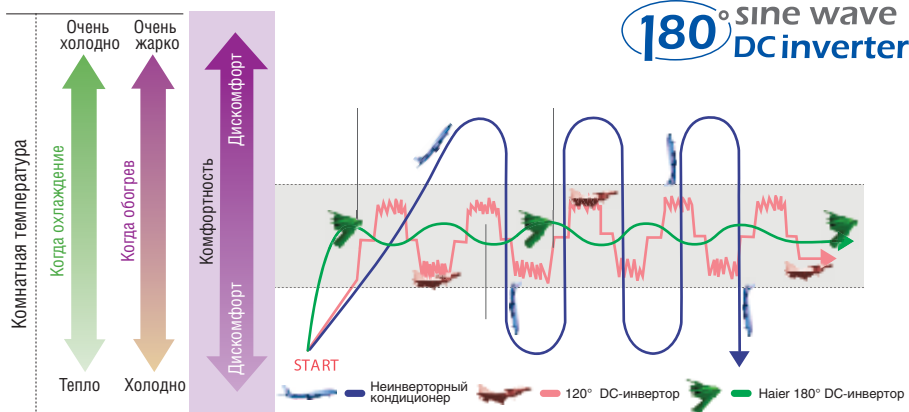 Очень
холодно
Очень
жарко
180° sine wave
DC inverter
Комнатная температура
Когда охлаждение
Когда обогрев
Комфортность
Дискомфорт
Дискомфорт
Тепло
Холодно
START
Неинверторный
кондиционер
120° DC-инвертор
Haier 180° DC-инвертор